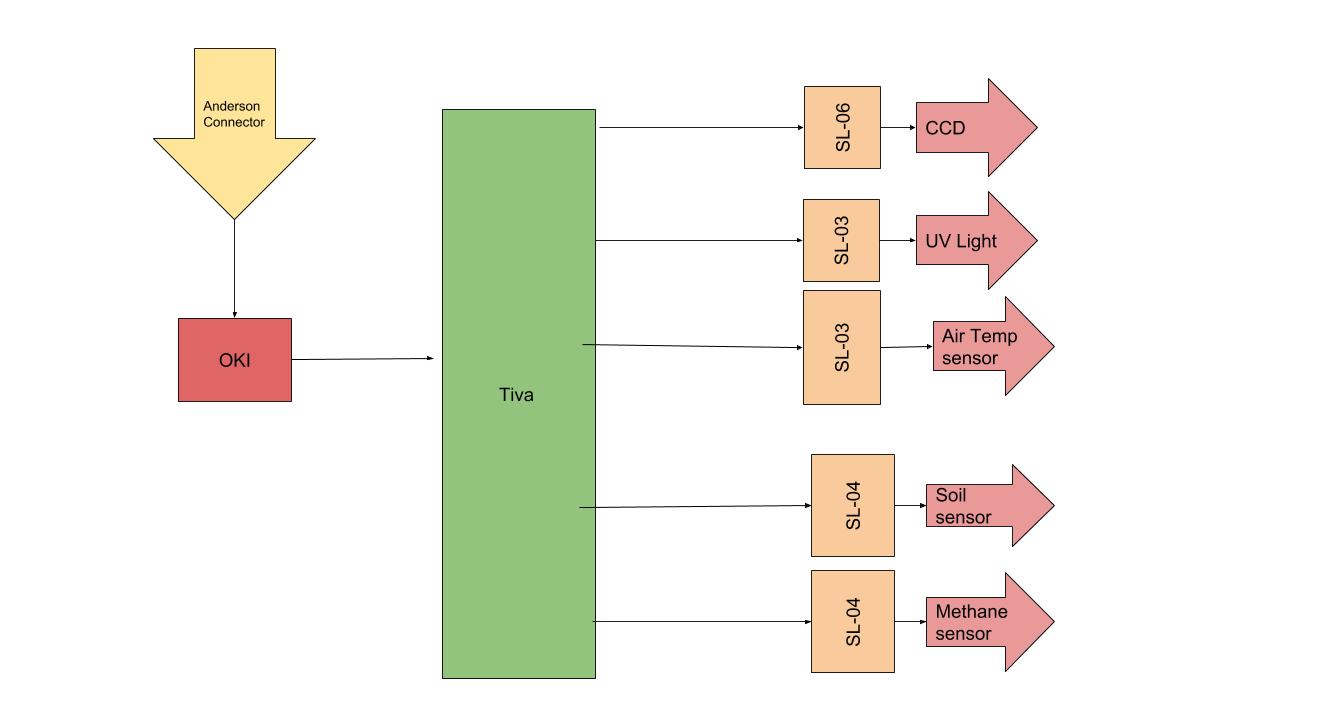 Anderson
Connector
OKI
Tiva
SL-06
CCD
SL-03
UV Light
SL-03
Air Temp
sensor
SL-04
Soil
sensor
SL-04
Methane
sensor